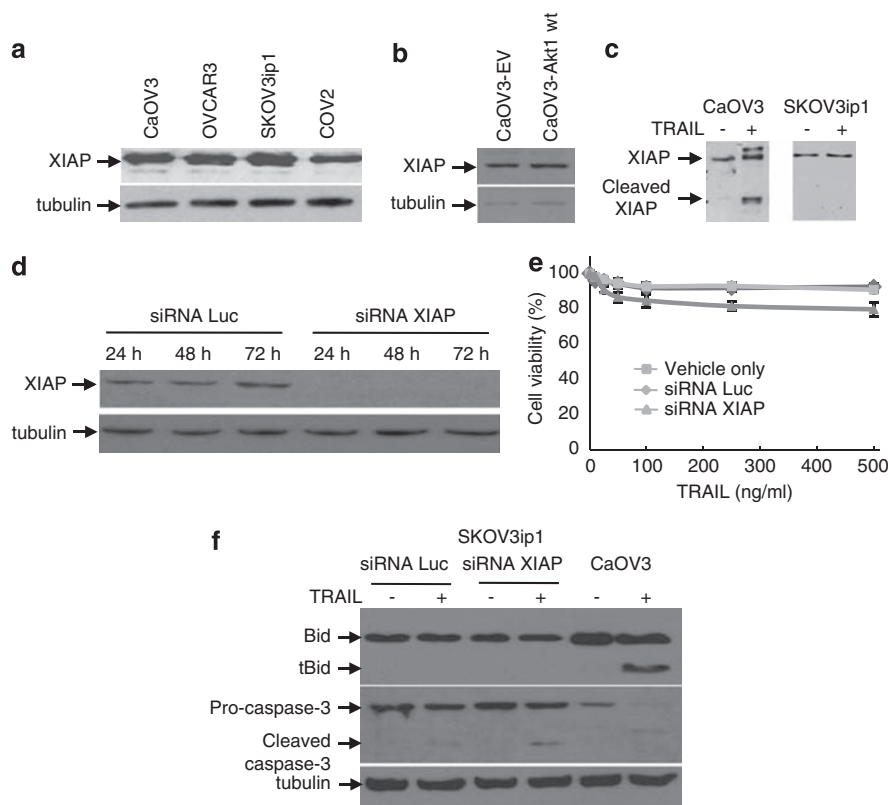 a
CaOV3
OVCAR3
SKOV3ip1
COV2
XIAP
tubulin
b
CaOV3-EV
CaOV3-Akt1 wt
XIAP
tubulin
c
CaOV3 SKOV3ip1
TRAIL - + - +
XIAP
Cleaved
XIAP
d
siRNA Luc siRNA XIAP
24 h 48 h 72 h 24 h 48 h 72 h
XIAP
tubulin
e
Cell viability (%)
100
80
60
40
20
0
0 100 200 300 400 500
TRAIL (ng/ml)
Vehicle only
siRNA Luc
siRNA XIAP
f
SKOV3ip1
siRNA Luc siRNA XIAP CaOV3
TRAIL - + - + - +
Bid
tBid
Pro-caspase-3
Cleaved
caspase-3
tubulin